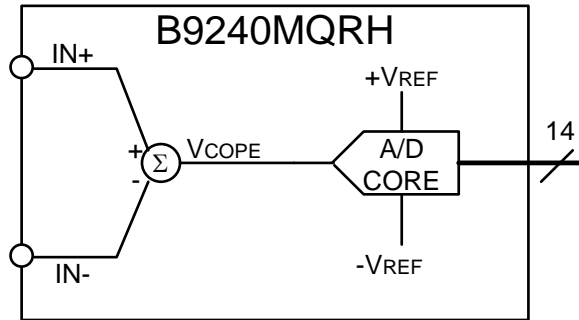 B9240MQRH
IN+
+VREF
14
+
Σ
VCOPE
A/D
-
CORE
-VREF
IN-